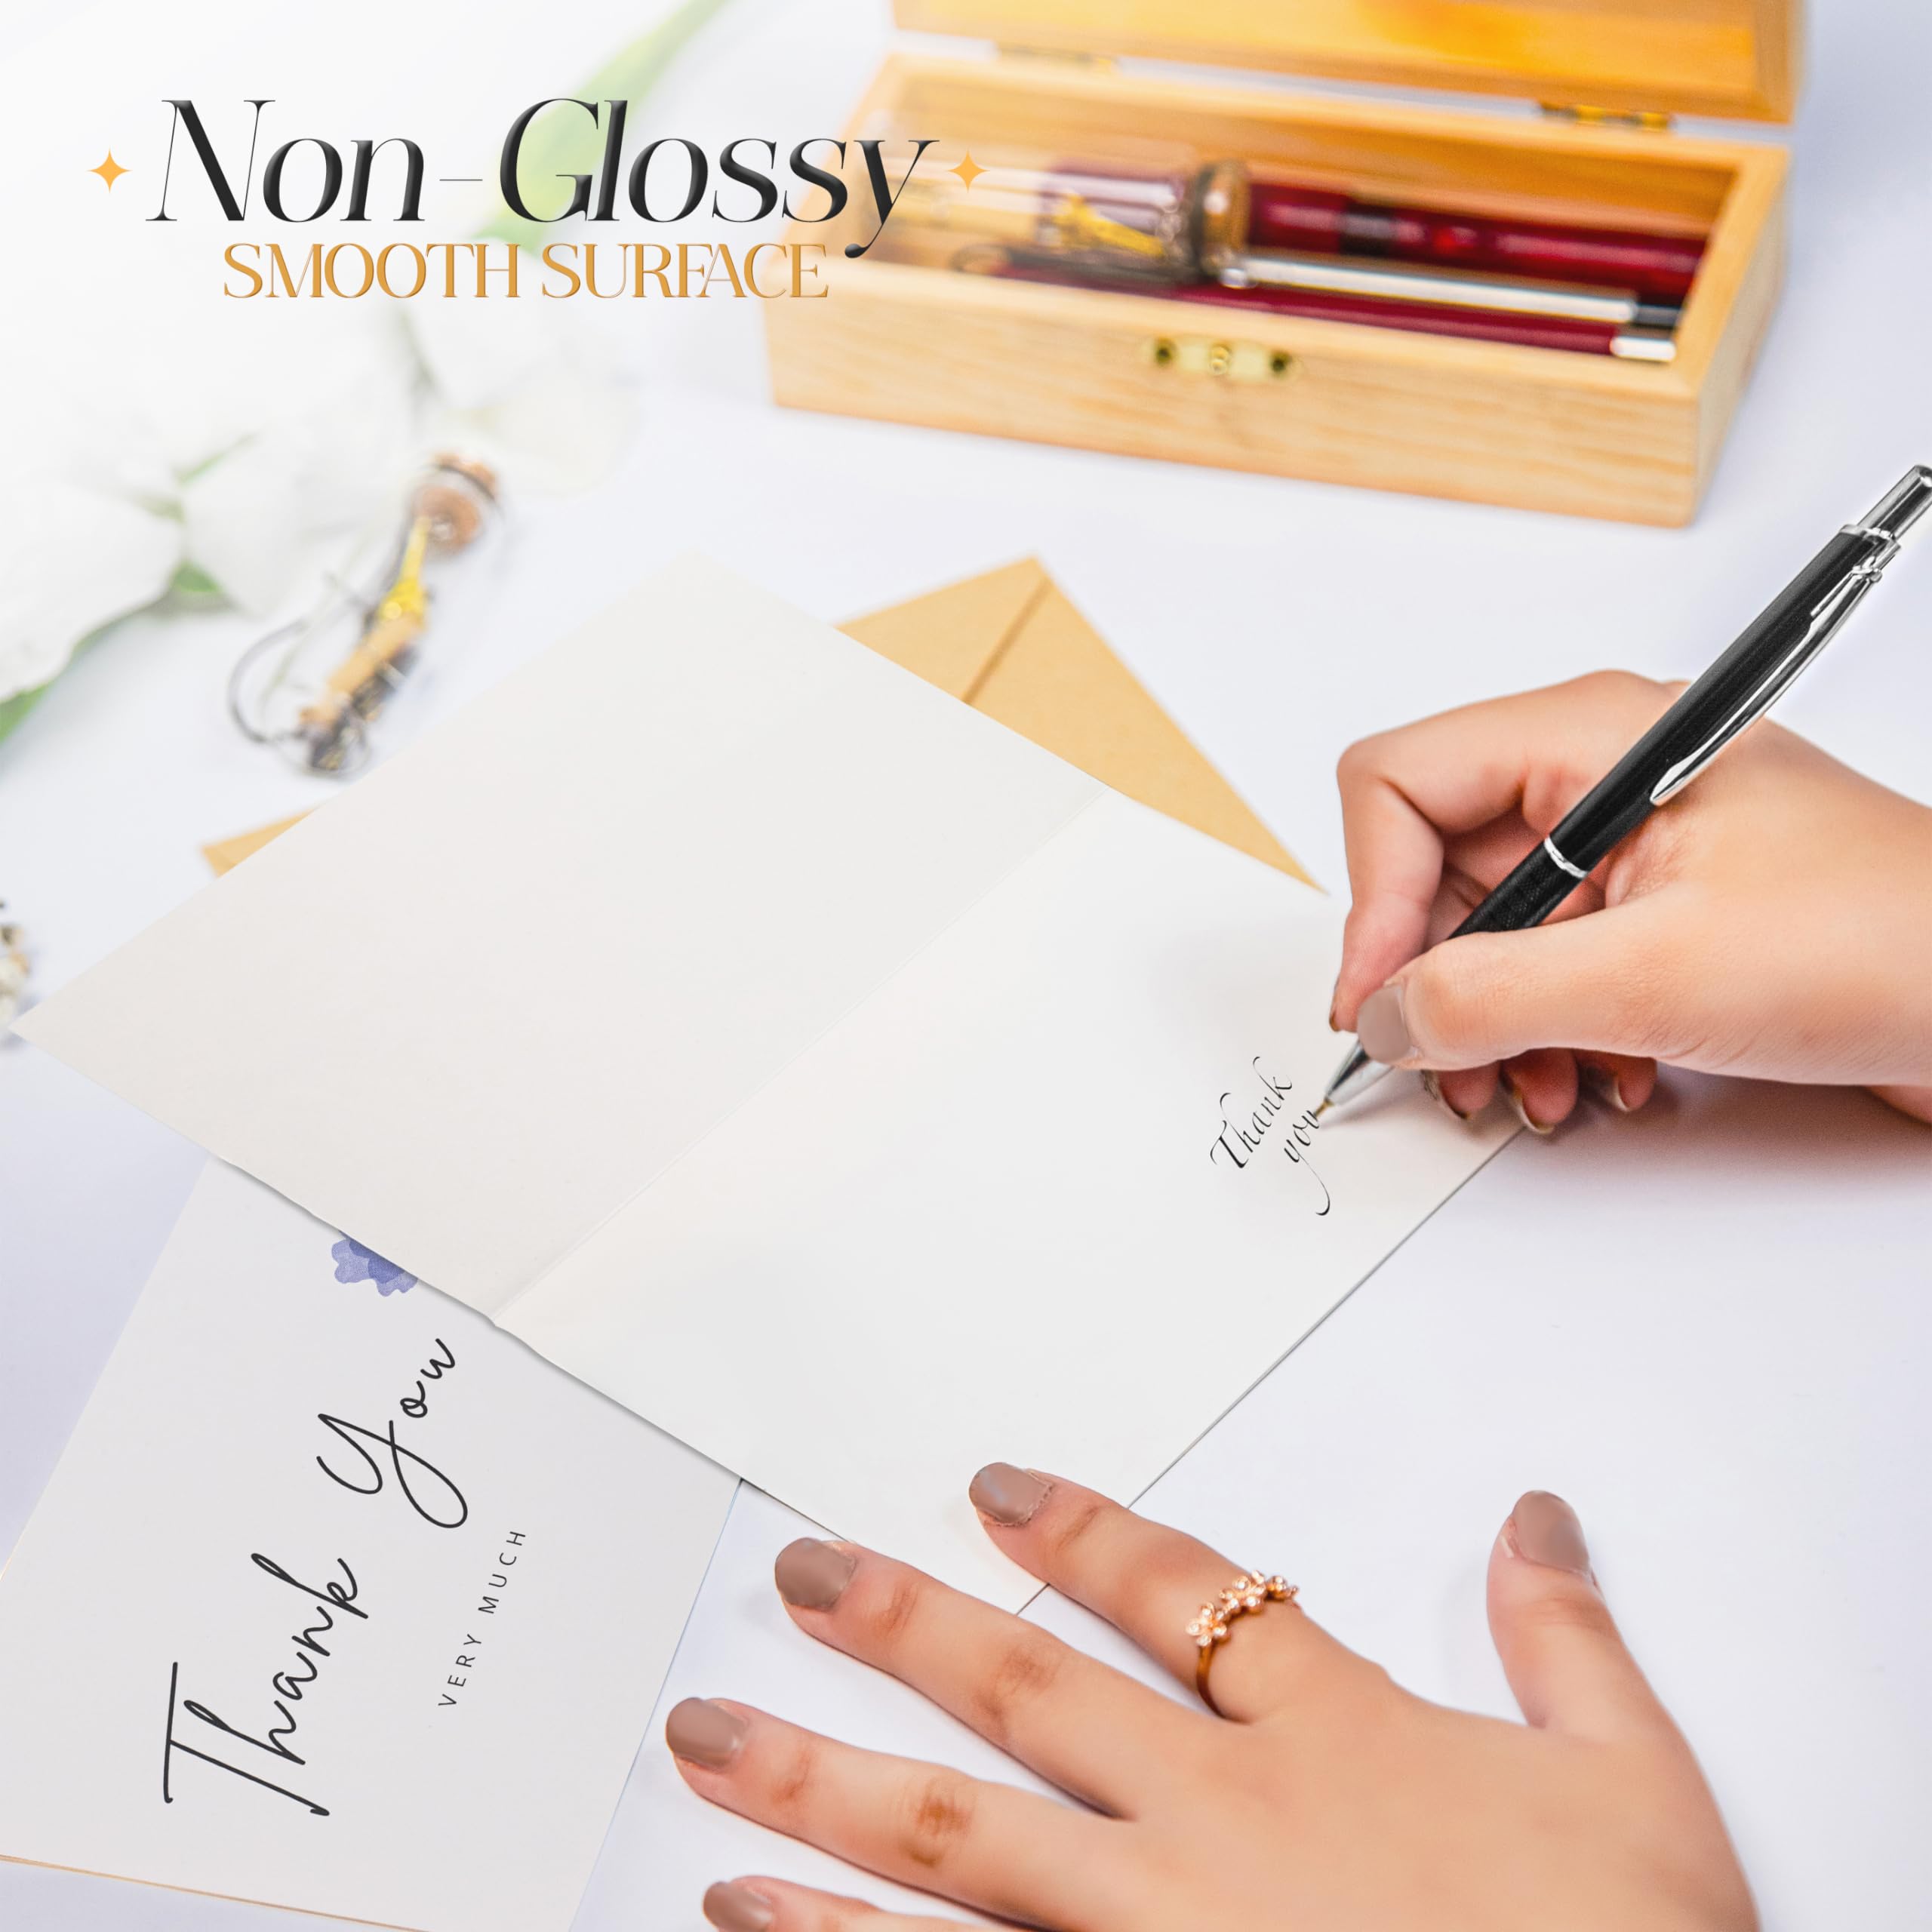 Non-Glossy
SMOOTH SURFACE
Thank
you
Thank You
VERY MUCH